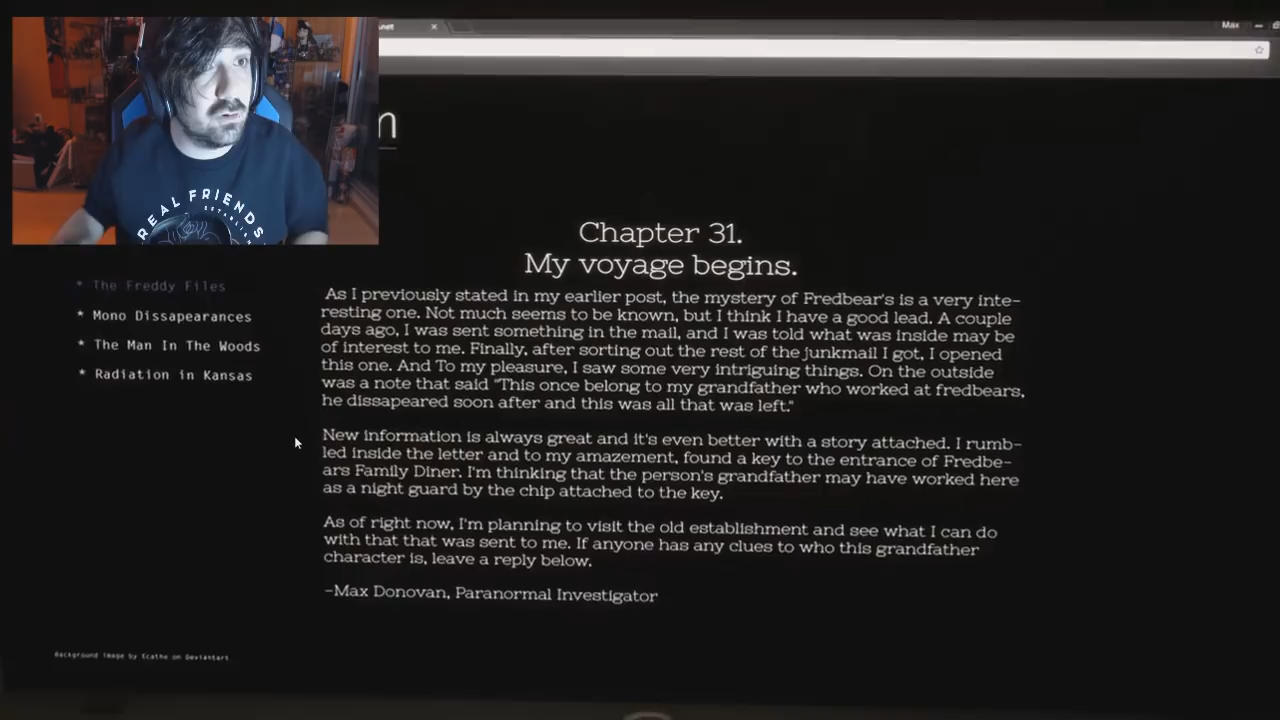 Max
m
REAL FRIENDS
Chapter 31.
My voyage begins.
* The Freddy Files
* Mono Dissapearances
* The Man In The Woods
* Radiation in Kansas
As I previously stated in my earlier post, the mystery of Fredbear's is a very inte-
resting one. Not much seems to be known, but I think I have a good lead. A couple
days ago, I was sent something in the mail, and I was told what was inside may be
of interest to me. Finally, after sorting out the rest of the junkmail I got, I opened
this one. And To my pleasure, I saw some very intriguing things. On the outside
was a note that said "This once belong to my grandfather who worked at fredbears,
he dissapeared soon after and this was all that was left."
New information is always great and it's even better with a story attached. I rumb-
led inside the letter and to my amazement, found a key to the entrance of Fredbe-
ars Family Diner. I'm thinking that the person's grandfather may have worked here
as a night guard by the chip attached to the key.
As of right now, I'm planning to visit the old establishment and see what I can do
with that that was sent to me. If anyone has any clues to who this grandfather
character is, leave a reply below.
-Max Donovan, Paranormal Investigator
Background image by Ecathe on Deviantart